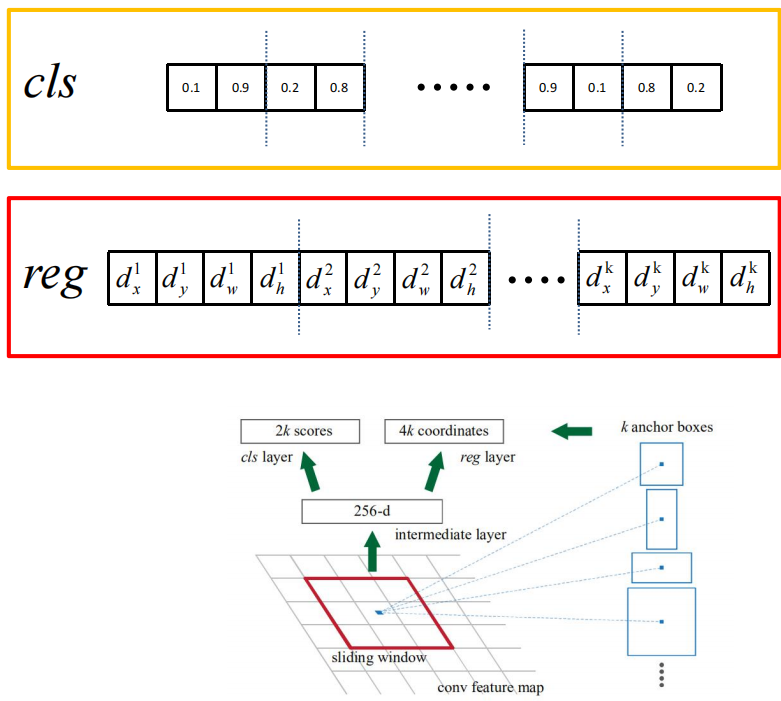 cls 0.1 0.9 0.2 0.8 ····· 0.9 0.1 0.8 0.2
reg d_x^1 d_y^1 d_w^1 d_h^1 d_x^2 d_y^2 d_w^2 d_h^2 ···· d_x^k d_y^k d_w^k d_h^k
2k scores 4k coordinates k anchor boxes
cls layer reg layer
256-d
intermediate layer
sliding window
conv feature map